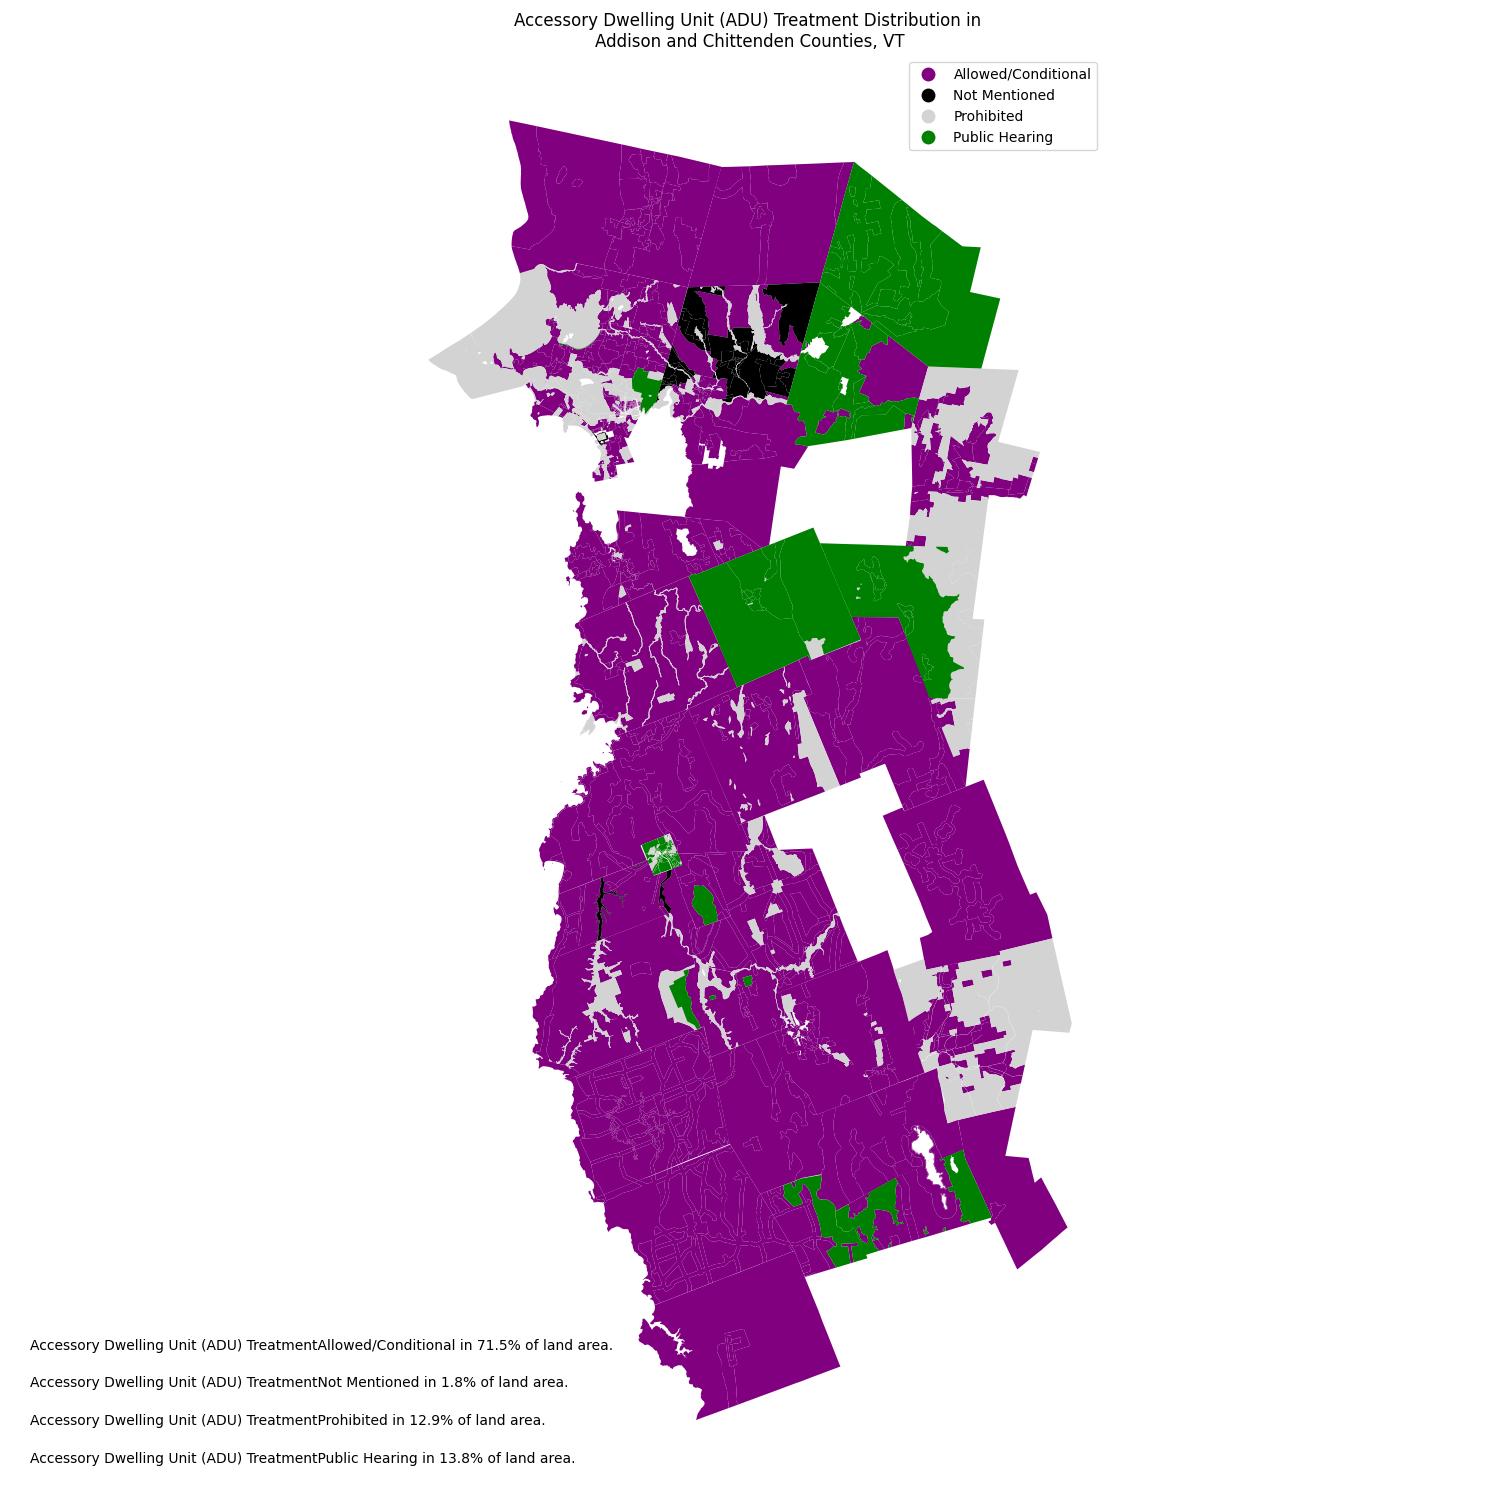 Accessory Dwelling Unit (ADU) Treatment Distribution in
Addison and Chittenden Counties, VT
Allowed/Conditional
Not Mentioned
Prohibited
Public Hearing
Accessory Dwelling Unit (ADU) TreatmentAllowed/Conditional in 71.5% of land area.
Accessory Dwelling Unit (ADU) TreatmentNot Mentioned in 1.8% of land area.
Accessory Dwelling Unit (ADU) TreatmentProhibited in 12.9% of land area.
Accessory Dwelling Unit (ADU) TreatmentPublic Hearing in 13.8% of land area.